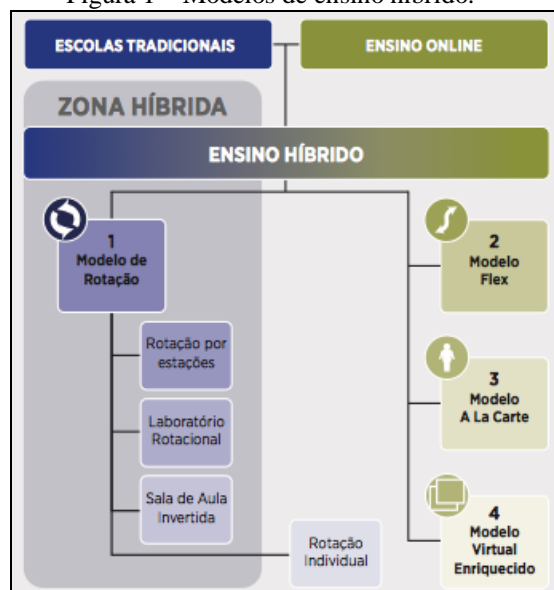 Figura 1 – Modelos de ensino híbrido.
ESCOLAS TRADICIONAIS
ENSINO ONLINE
ZONA HÍBRIDA
ENSINO HÍBRIDO
1
Modelo de
Rotação
Rotação por
estações
Laboratório
Rotacional
Sala de Aula
Invertida
Rotação
Individual
2
Modelo
Flex
3
Modelo
A La Carte
4
Modelo
Virtual
Enriquecido